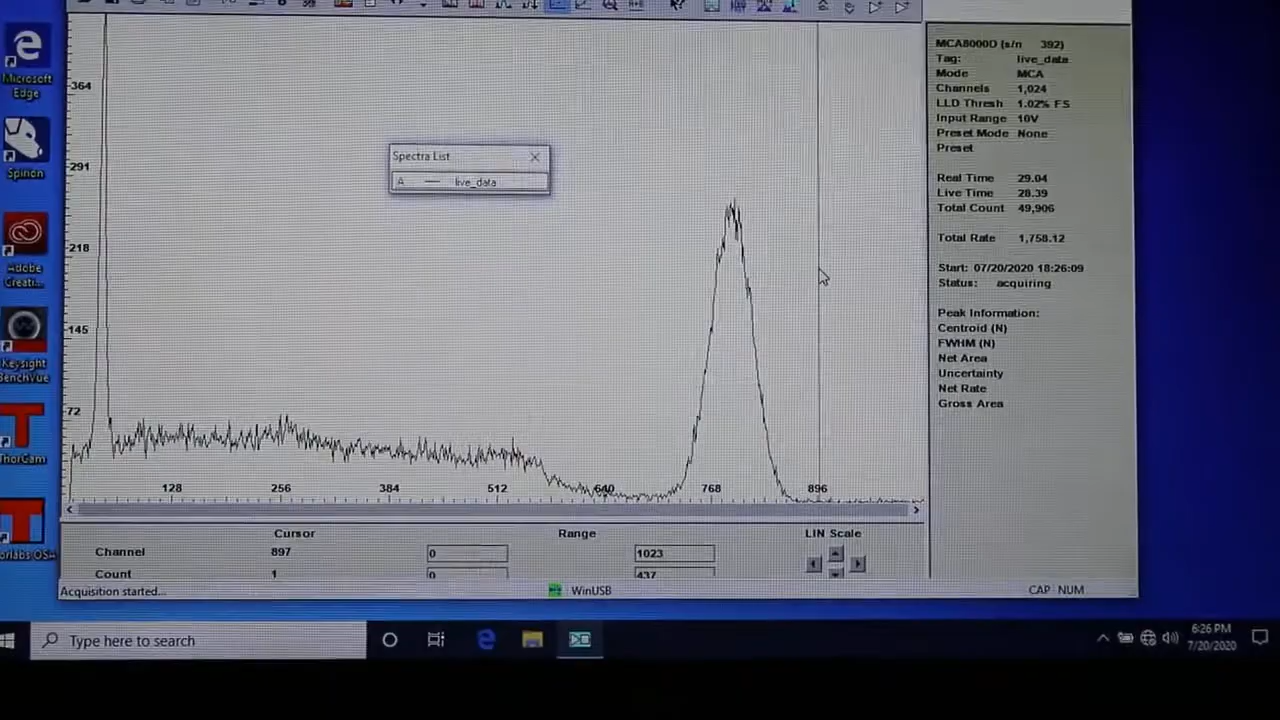 Microsoft
Edge
Spinon
Adobe
Creati...
Keysight
BenchVue
ThorCam
orlabs OS
364
291
218
145
72
128 256 384 512 640 768 896
Spectra List
A live_data
MCA8000D (s/n 392)
Tag: live_data
Mode MCA
Channels 1,024
LLD Thresh 1.02% FS
Input Range 10V
Preset Mode None
Preset
Real Time 29.04
Live Time 28.39
Total Count 49,906
Total Rate 1,758.12
Start: 07/20/2020 18:26:09
Status: acquiring
Peak Information:
Centroid (N)
FWHM (N)
Net Area
Uncertainty
Net Rate
Gross Area
Cursor Range LIN Scale
Channel 897 0 1023
Count 1 0 437
Acquisition started... WinUSB CAP NUM
Type here to search
6:26 PM
7/20/2020